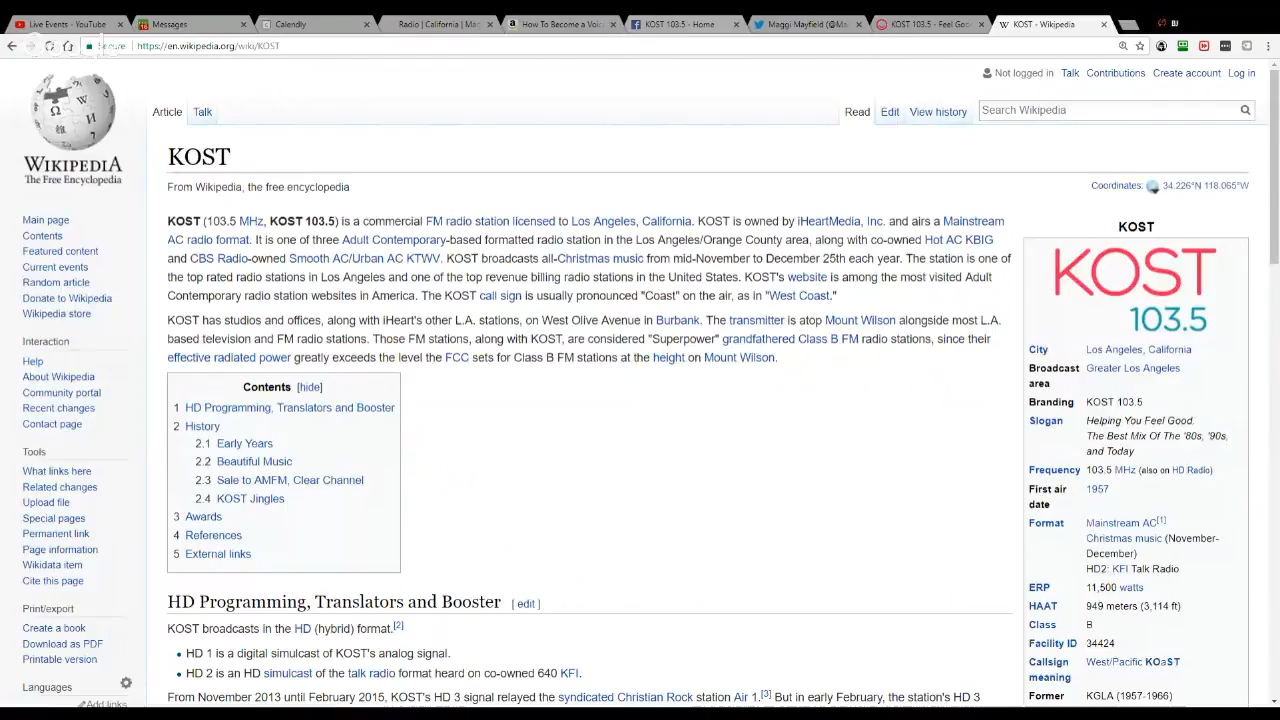 Live Events - YouTube
Messages
Calendly
Radio | California | Mag
How To Become a Voic
KOST 103.5 - Home
Maggi Mayfield (@Ma
KOST 103.5 - Feel Goo
KOST - Wikipedia
BJ
Secure
https://en.wikipedia.org/wiki/KOST
Not logged in Talk Contributions Create account Log in
Article Talk
Read Edit View history
Search Wikipedia
WIKIPEDIA
The Free Encyclopedia
Main page
Contents
Featured content
Current events
Random article
Donate to Wikipedia
Wikipedia store
Interaction
Help
About Wikipedia
Community portal
Recent changes
Contact page
Tools
What links here
Related changes
Upload file
Special pages
Permanent link
Page information
Wikidata item
Cite this page
Print/export
Create a book
Download as PDF
Printable version
Languages
Add links
KOST
From Wikipedia, the free encyclopedia
Coordinates: 34.226°N 118.065°W
KOST (103.5 MHz, KOST 103.5) is a commercial FM radio station licensed to Los Angeles, California. KOST is owned by iHeartMedia, Inc. and airs a Mainstream
AC radio format. It is one of three Adult Contemporary-based formatted radio station in the Los Angeles/Orange County area, along with co-owned Hot AC KBIG
and CBS Radio-owned Smooth AC/Urban AC KTWV. KOST broadcasts all-Christmas music from mid-November to December 25th each year. The station is one of
the top rated radio stations in Los Angeles and one of the top revenue billing radio stations in the United States. KOST's website is among the most visited Adult
Contemporary radio station websites in America. The KOST call sign is usually pronounced "Coast" on the air, as in "West Coast."
KOST has studios and offices, along with iHeart's other L.A. stations, on West Olive Avenue in Burbank. The transmitter is atop Mount Wilson alongside most L.A.
based television and FM radio stations. Those FM stations, along with KOST, are considered "Superpower" grandfathered Class B FM radio stations, since their
effective radiated power greatly exceeds the level the FCC sets for Class B FM stations at the height on Mount Wilson.
Contents [hide]
1 HD Programming, Translators and Booster
2 History
2.1 Early Years
2.2 Beautiful Music
2.3 Sale to AMFM, Clear Channel
2.4 KOST Jingles
3 Awards
4 References
5 External links
HD Programming, Translators and Booster [ edit ]
KOST broadcasts in the HD (hybrid) format.[2]
HD 1 is a digital simulcast of KOST's analog signal.
HD 2 is an HD simulcast of the talk radio format heard on co-owned 640 KFI.
From November 2013 until February 2015, KOST's HD 3 signal relayed the syndicated Christian Rock station Air 1.[3] But in early February, the station's HD 3
KOST
KOST
103.5
City Los Angeles, California
Broadcast area Greater Los Angeles
Branding KOST 103.5
Slogan Helping You Feel Good.
The Best Mix Of The '80s, '90s,
and Today
Frequency 103.5 MHz (also on HD Radio)
First air date 1957
Format Mainstream AC[1]
Christmas music (November-
December)
HD2: KFI Talk Radio
ERP 11,500 watts
HAAT 949 meters (3,114 ft)
Class B
Facility ID 34424
Callsign meaning West/Pacific KOaST
Former KGLA (1957-1966)